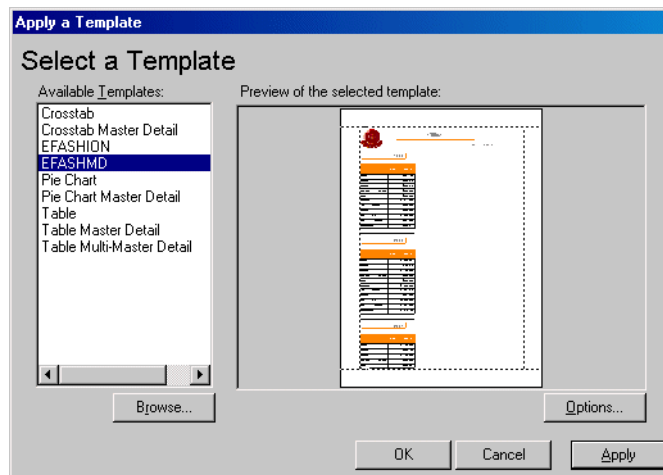 Apply a Template
Select a Template
Available Templates:
Preview of the selected template:
Crosstab
Crosstab Master Detail
EFASHION
EFASHMD
Pie Chart
Pie Chart Master Detail
Table
Table Master Detail
Table Multi-Master Detail
Browse...
Options...
OK
Cancel
Apply